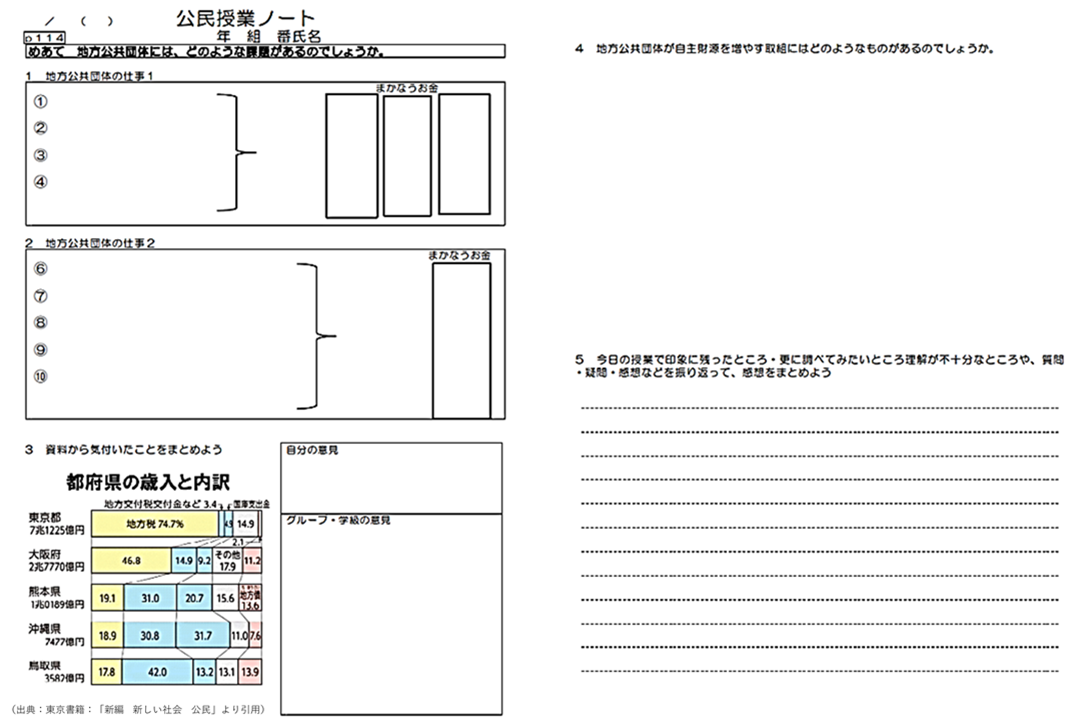 ／ （ ） 公民授業ノート
p114 年 組 番氏名
めあて 地方公共団体には、どのような課題があるのでしょうか。
1 地方公共団体の仕事1
まかなうお金
①
②
③
④
2 地方公共団体の仕事2
まかなうお金
⑥
⑦
⑧
⑨
⑩
3 資料から気付いたことをまとめよう
都府県の歳入と内訳
地方交付税交付金など 3.4 国庫支出金
東京都
7兆1225億円
地方税 74.7% 4.9 14.9
2.1
大阪府
2兆7770億円
46.8 14.9 9.2 その他 17.9 11.2
熊本県
1兆0189億円
19.1 31.0 20.7 15.6 地方債 13.6
沖縄県
7477億円
18.9 30.8 31.7 11.0 7.6
鳥取県
3582億円
17.8 42.0 13.2 13.1 13.9
（出典：東京書籍：「新編 新しい社会 公民」より引用）
自分の意見
グループ・学級の意見
4 地方公共団体が自主財源を増やす取組にはどのようなものがあるのでしょうか。
5 今日の授業で印象に残ったところ・更に調べてみたいところ理解が不十分なところや、質問
・疑問・感想などを振り返って、感想をまとめよう